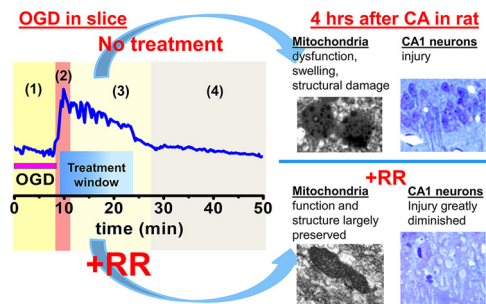 OGD in slice
No treatment
(1)
(2)
(3)
(4)
OGD
Treatment
window
0 10 20 30 40 50
time (min)
+RR
4 hrs after CA in rat
Mitochondria
dysfunction,
swelling,
structural damage
CA1 neurons
injury
+RR
Mitochondria
function and
structure largely
preserved
CA1 neurons
Injury greatly
diminished